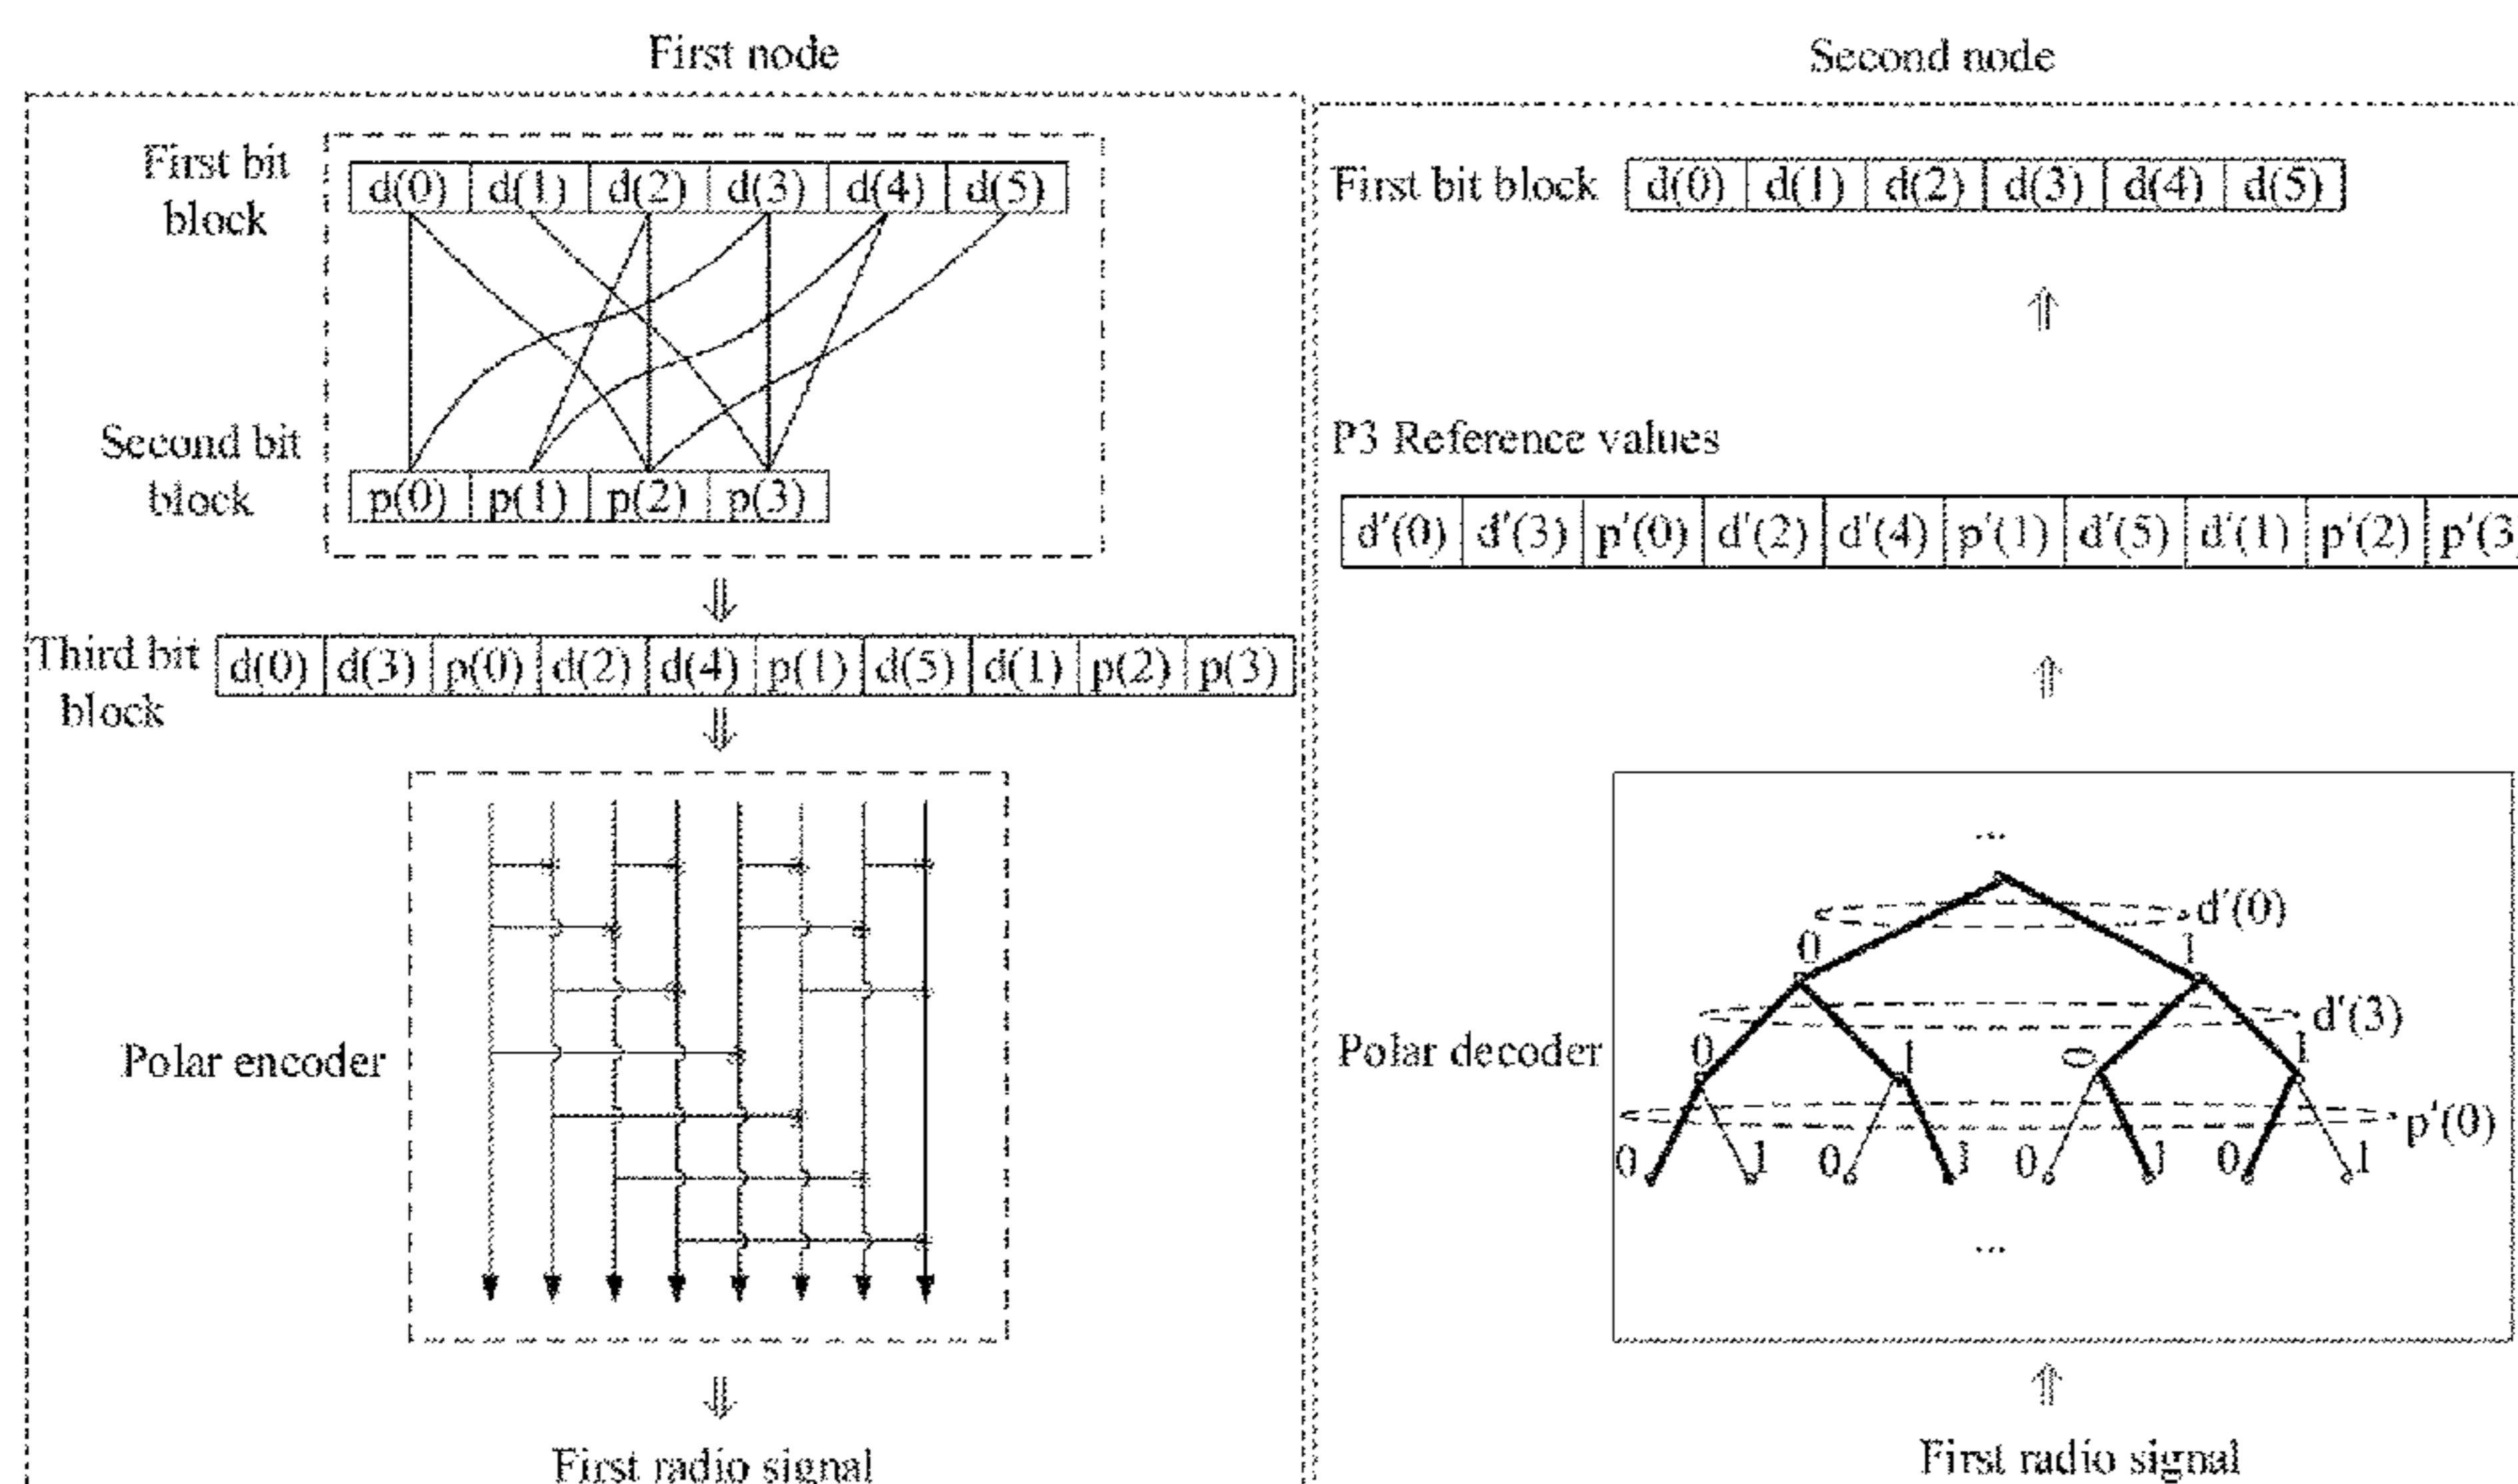 First node
First bit
block
d(0) d(1) d(2) d(3) d(4) d(5)
Second bit
block
p(0) p(1) p(2) p(3)
Third bit
block
d(0) d(3) p(0) d(2) d(4) p(1) d(5) d(1) p(2) p(3)
Polar encoder
First radio signal
Second node
First bit block d(0) d(1) d(2) d(3) d(4) d(5)
P3 Reference values
d'(0) d'(3) p'(0) d'(2) d'(4) p'(1) d'(5) d'(1) p'(2) p'(3
Polar decoder
...
d'(0)
0 1
d'(3)
0 1 0 1
p'(0)
0 1 0 1 0 1 0 1
...
First radio signal